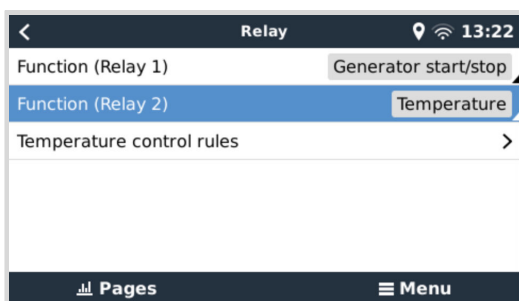 Relay 13:22
Function (Relay 1) Generator start/stop
Function (Relay 2) Temperature
Temperature control rules
Pages Menu